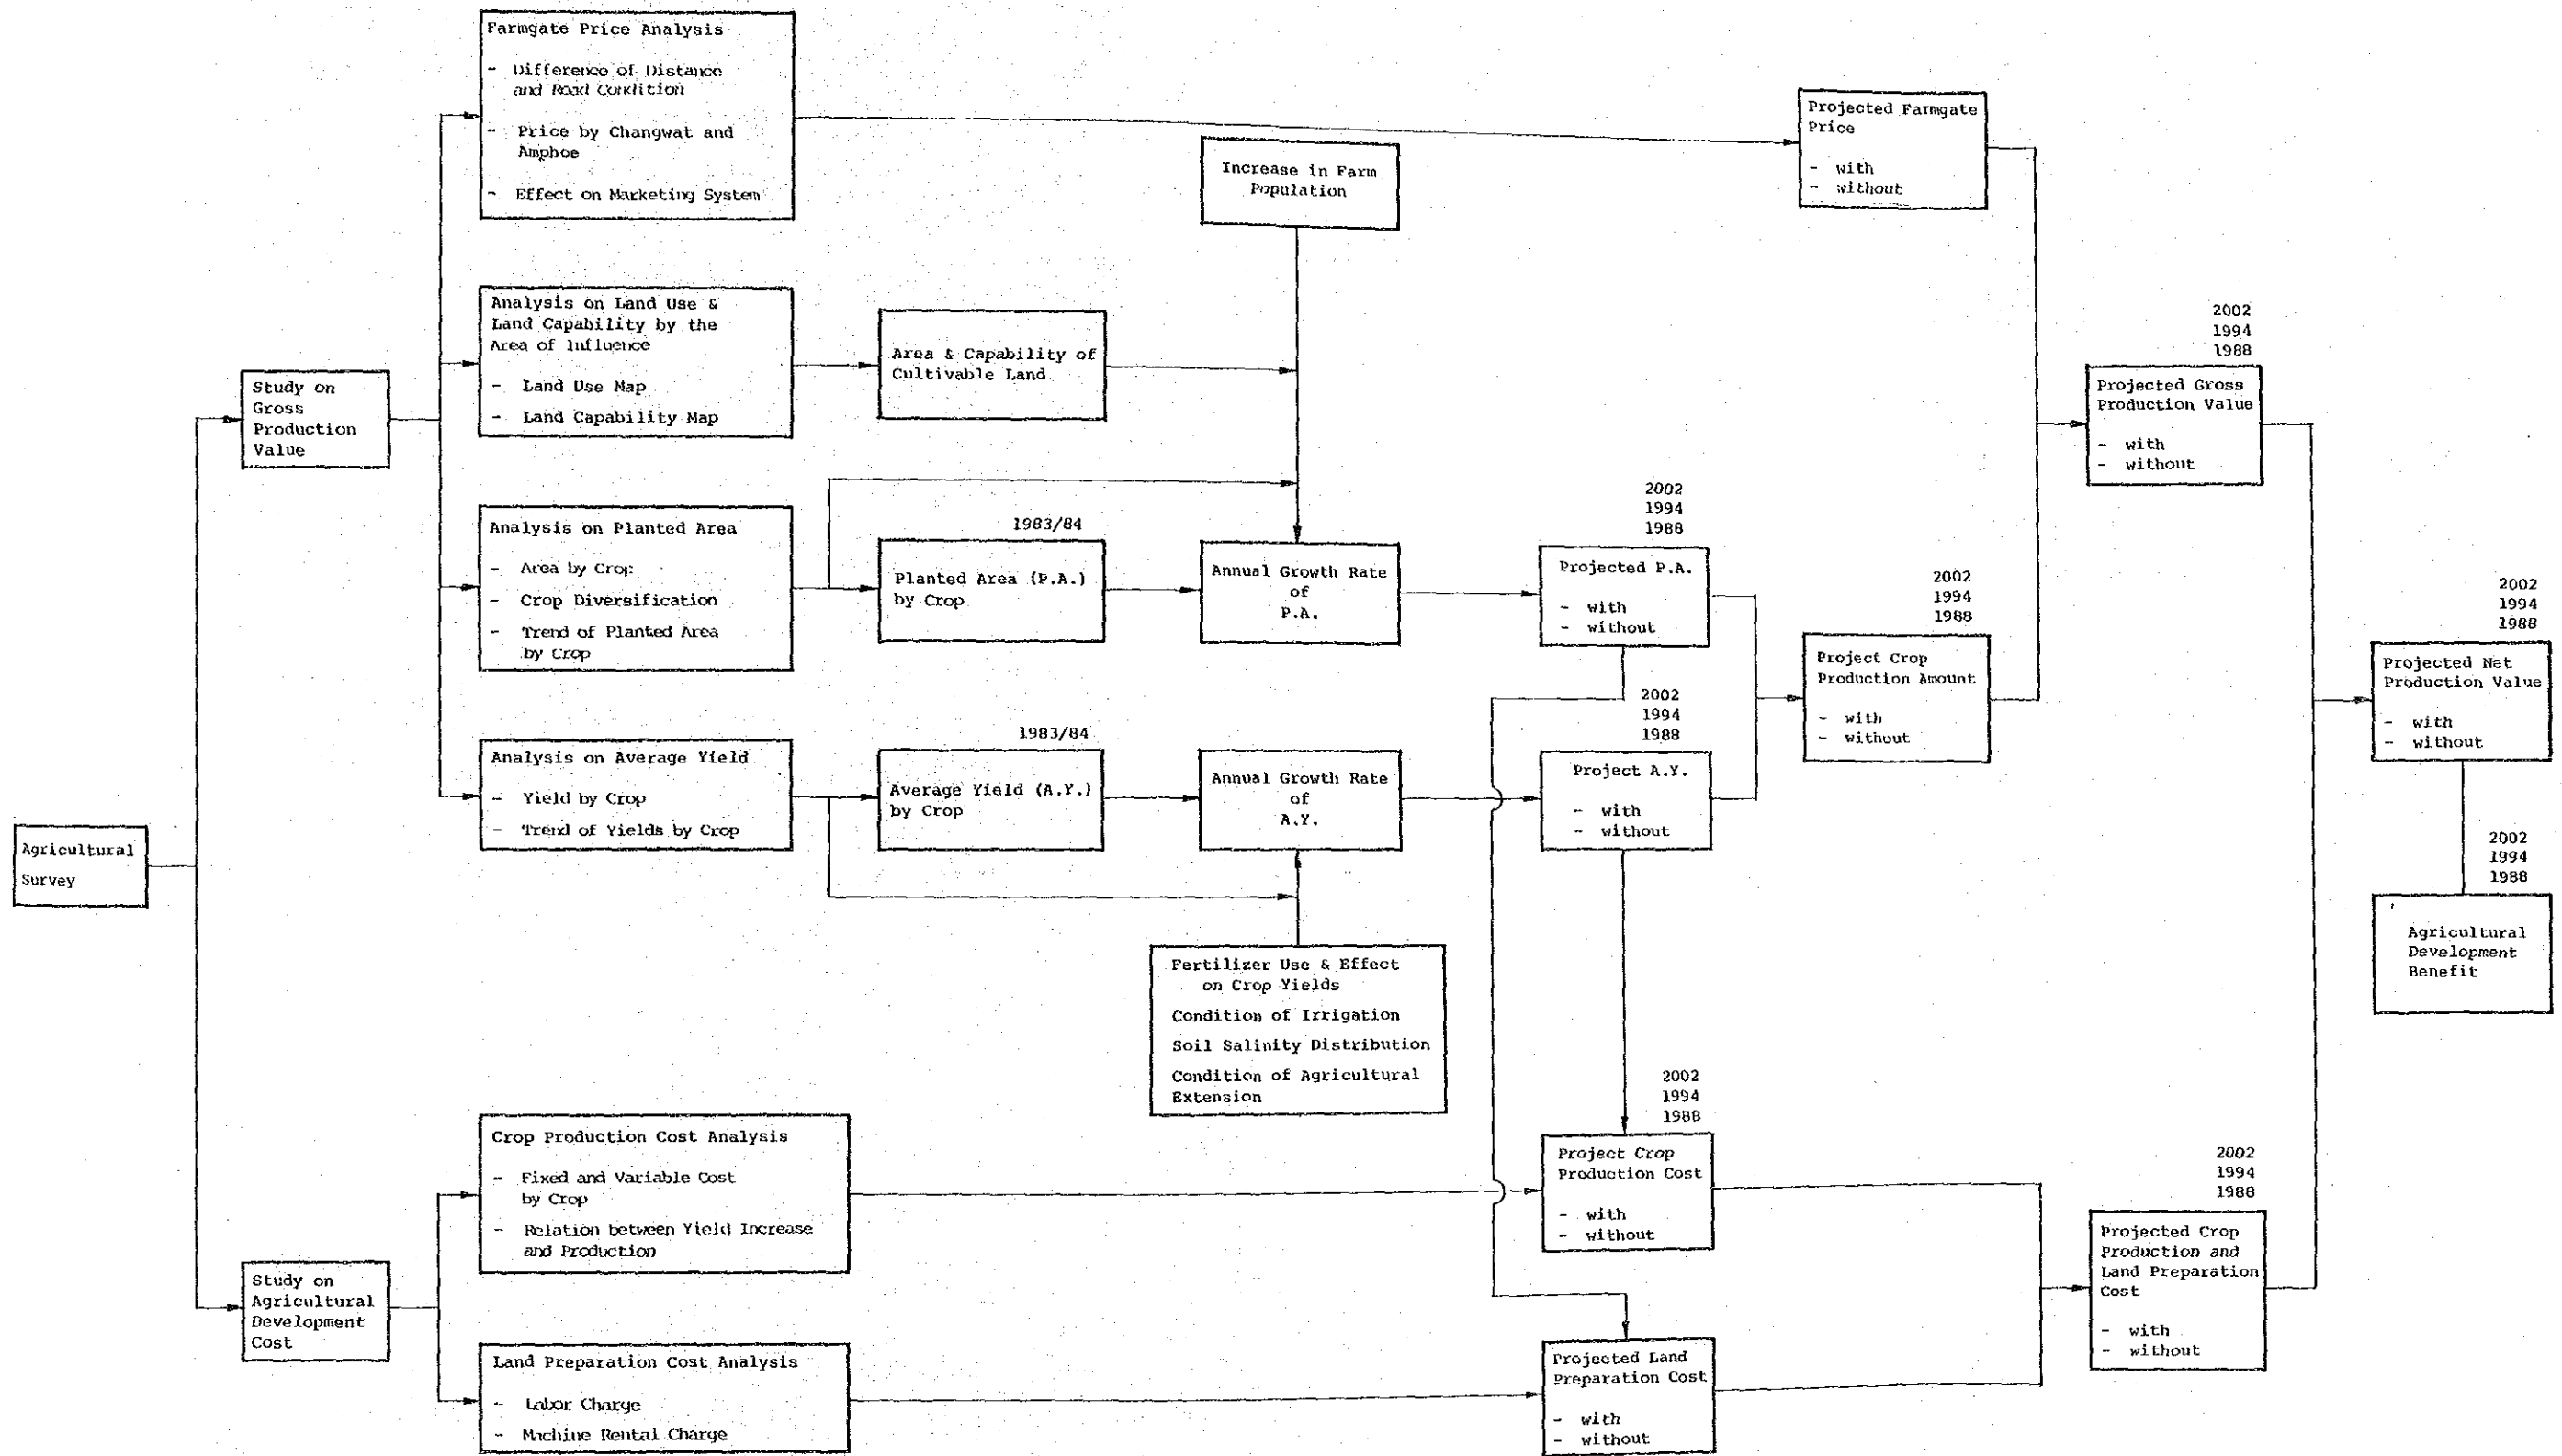 Agricultural
Survey
Study on
Gross
Production
Value
Study on
Agricultural
Development
Cost
Farmgate Price Analysis
- Difference of Distance
and Road Condition
- Price by Changwat and
Amphoe
- Effect on Marketing System
Analysis on Land Use &
Land Capability by the
Area of Influence
- Land Use Map
- Land Capability Map
Analysis on Planted Area
- Area by Crop
- Crop Diversification
- Trend of Planted Area
by Crop
Analysis on Average Yield
- Yield by Crop
- Trend of Yields by Crop
Crop Production Cost Analysis
- Fixed and Variable Cost
by Crop
- Relation between Yield Increase
and Production
Land Preparation Cost Analysis
- Labor Charge
- Machine Rental Charge
Area & Capability of
Cultivable Land
1983/84
Planted Area (P.A.)
by Crop
1983/84
Average Yield (A.Y.)
by Crop
Increase in Farm
Population
Annual Growth Rate
of
P.A.
Annual Growth Rate
of
A.Y.
Fertilizer Use & Effect
on Crop Yields
Condition of Irrigation
Soil Salinity Distribution
Condition of Agricultural
Extension
2002
1994
1988
Projected P.A.
- with
- without
2002
1994
1988
Project A.Y.
- with
- without
2002
1994
1988
Project Crop
Production Cost
- with
- without
Projected Land
Preparation Cost
- with
- without
Projected Farmgate
Price
- with
- without
2002
1994
1988
Project Crop
Production Amount
- with
- without
2002
1994
1988
Projected Gross
Production Value
- with
- without
2002
1994
1988
Projected Crop
Production and
Land Preparation
Cost
- with
- without
2002
1994
1988
Projected Net
Production Value
- with
- without
2002
1994
1988
Agricultural
Development
Benefit